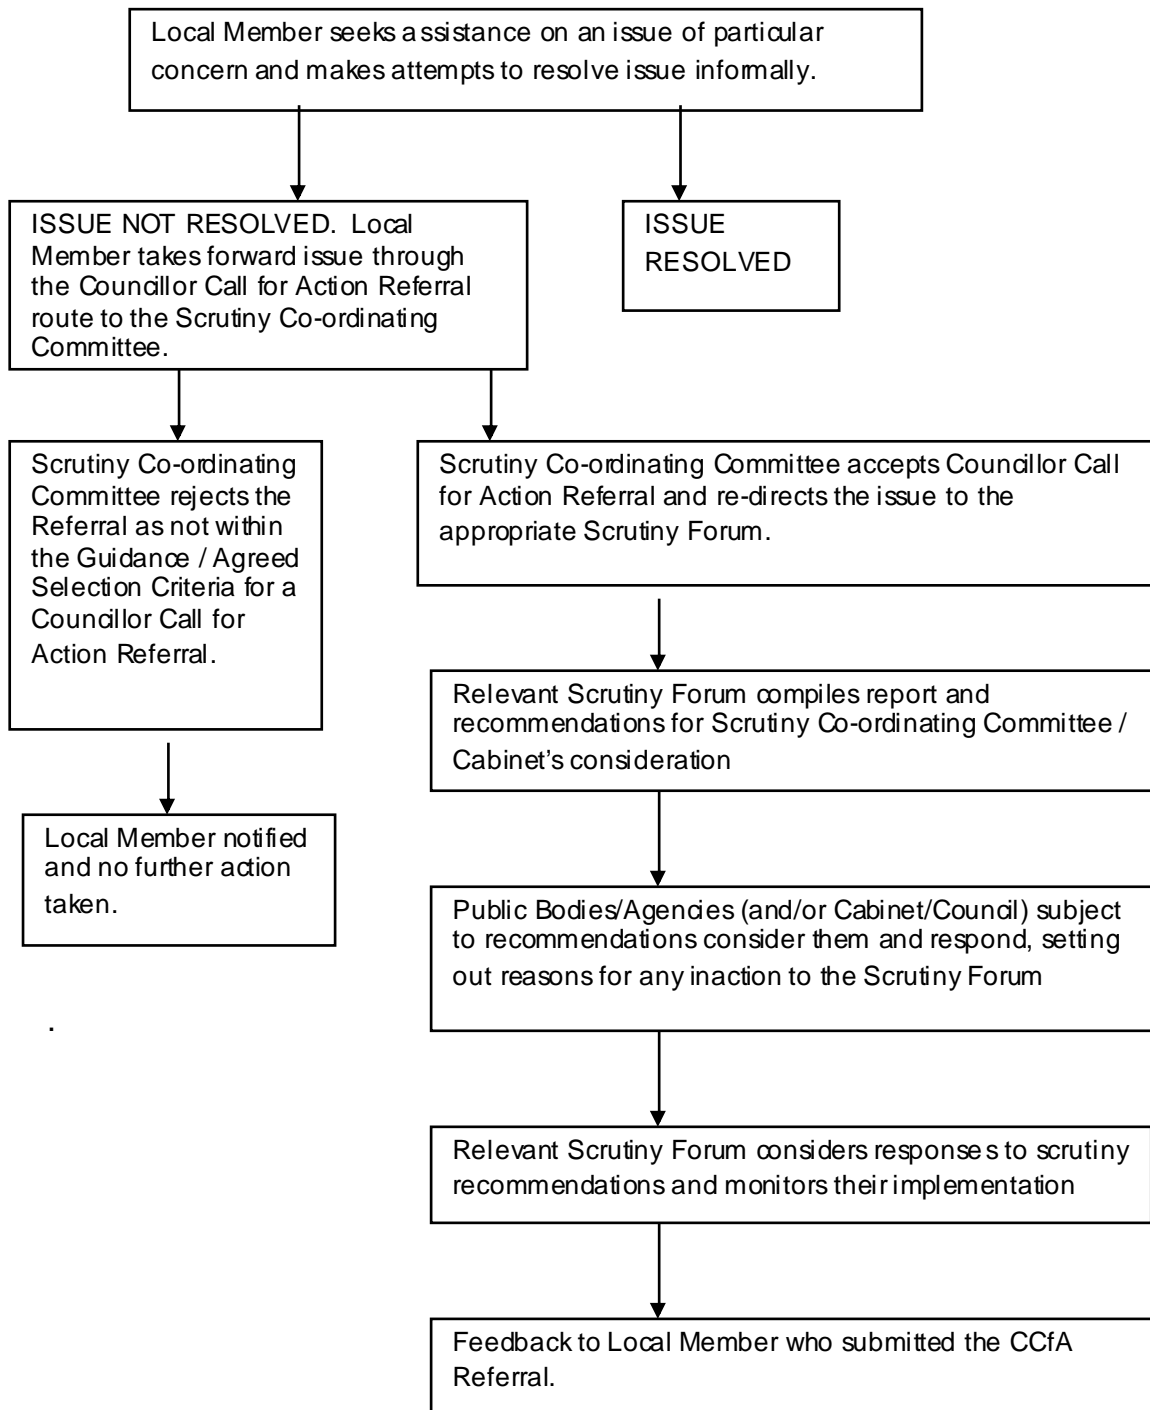 Local Member seeks assistance on an issue of particular
concern and makes attempts to resolve issue informally.
ISSUE NOT RESOLVED. Local
Member takes forward issue through
the Councillor Call for Action Referral
route to the Scrutiny Co-ordinating
Committee.
ISSUE
RESOLVED
Scrutiny Co-ordinating
Committee rejects the
Referral as not within
the Guidance / Agreed
Selection Criteria for a
Councillor Call for
Action Referral.
Scrutiny Co-ordinating Committee accepts Councillor Call
for Action Referral and re-directs the issue to the
appropriate Scrutiny Forum.
Relevant Scrutiny Forum compiles report and
recommendations for Scrutiny Co-ordinating Committee /
Cabinet's consideration
Local Member notified
and no further action
taken.
Public Bodies/Agencies (and/or Cabinet/Council) subject
to recommendations consider them and respond, setting
out reasons for any inaction to the Scrutiny Forum
.
Relevant Scrutiny Forum considers responses to scrutiny
recommendations and monitors their implementation
Feedback to Local Member who submitted the CCfA
Referral.